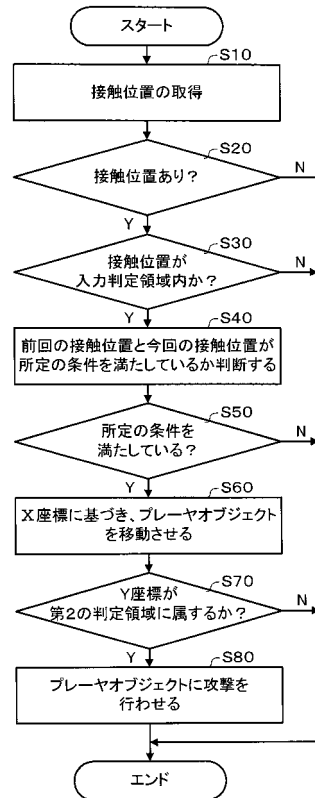 スタート
S10
接触位置の取得
S20
接触位置あり?
N
Y
S30
接触位置が
入力判定領域内か?
N
Y
S40
前回の接触位置と今回の接触位置が
所定の条件を満たしているか判断する
S50
所定の条件を
満たしている?
N
Y
S60
X座標に基づき、プレーヤオブジェクト
を移動させる
S70
Y座標が
第2の判定領域に属するか?
N
Y
S80
プレーヤオブジェクトに攻撃を
行わせる
エンド